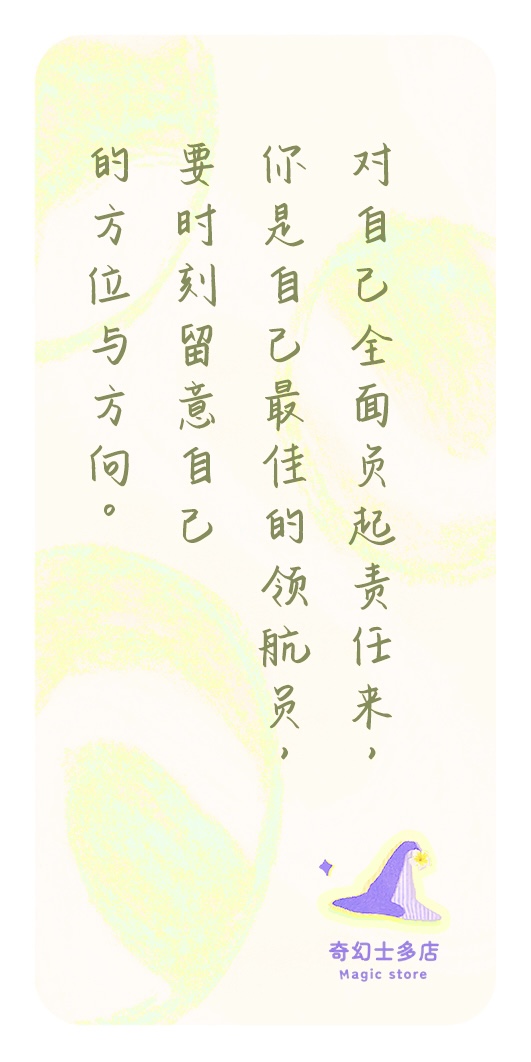 对自己全面负起责任来，
你是自己最佳的领航员，
要时刻留意自己
的方位与方向。
奇幻士多店
Magic store